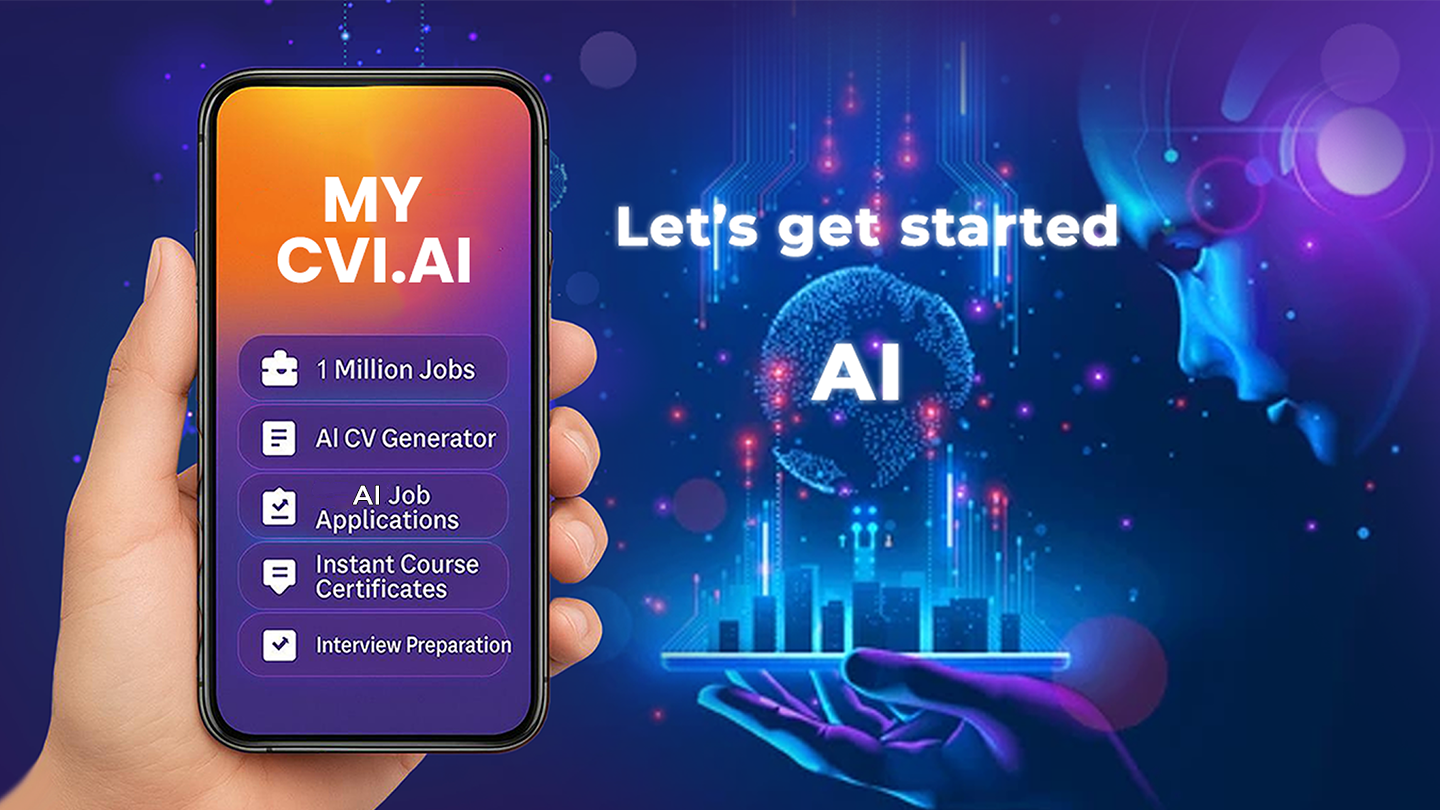 MY
CVI.AI
1 Million Jobs
AI CV Generator
AI Job
Applications
Instant Course
Certificates
Interview Preparation
Let's get started
AI